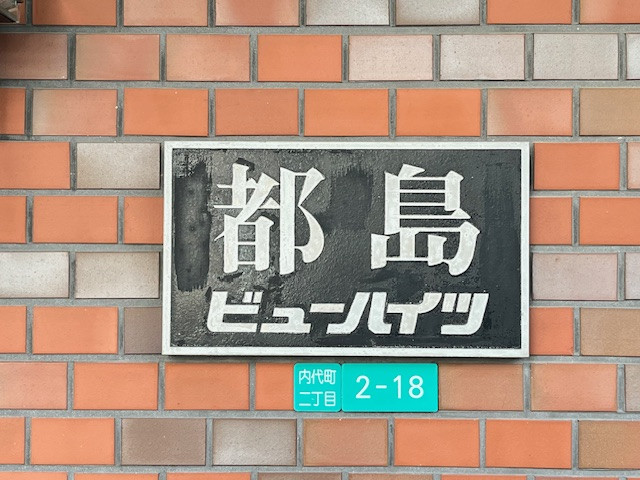 都島
ビューハイツ
内代町
二丁目
2-18